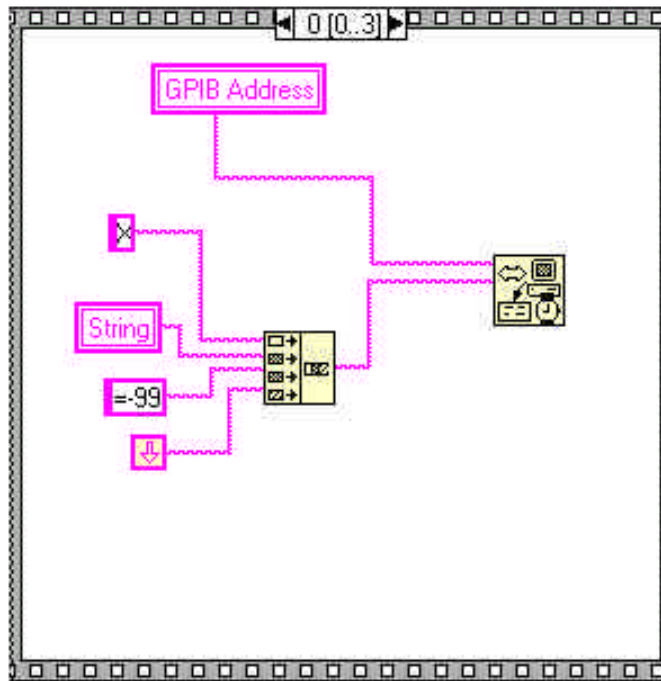 0 [0..3]
GPIB Address
X
String
=-99